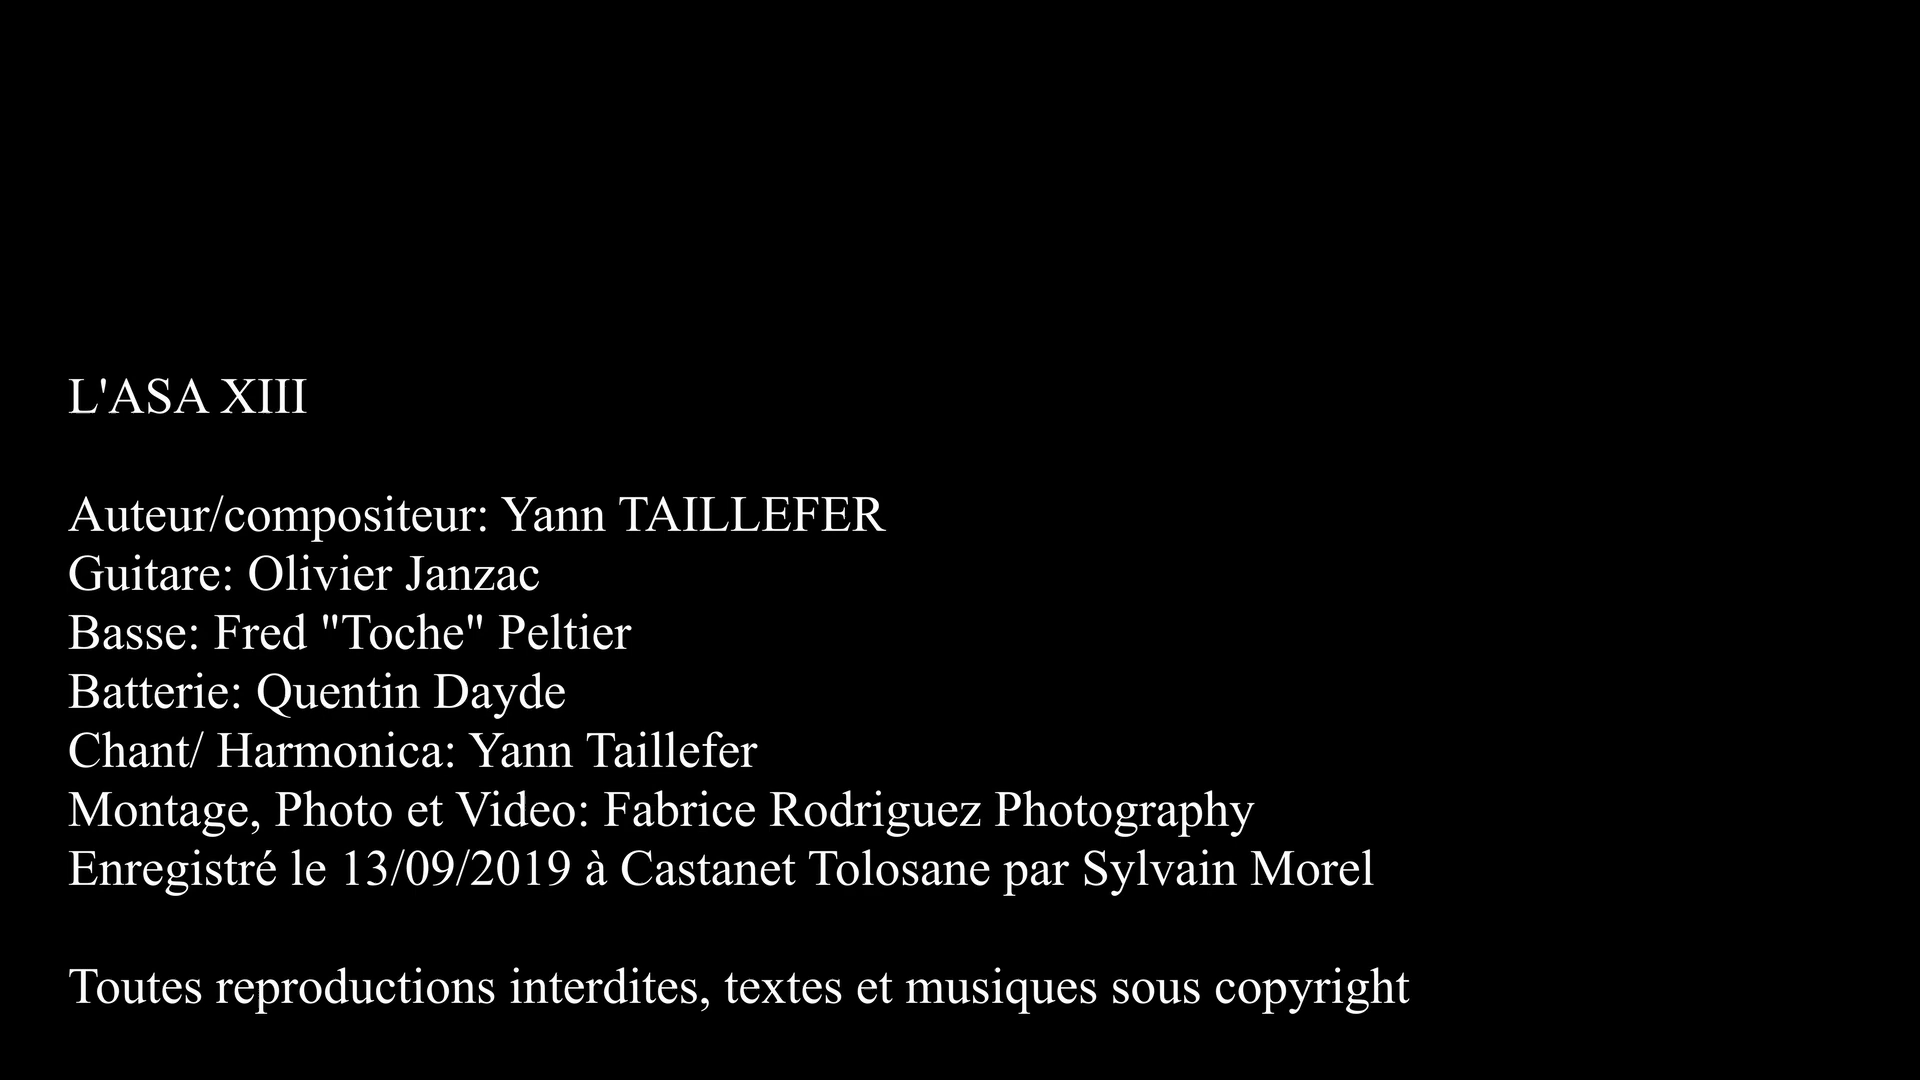 L'ASA XIII
Auteur/compositeur: Yann TAILLEFER
Guitare: Olivier Janzac
Basse: Fred "Toche" Peltier
Batterie: Quentin Dayde
Chant/ Harmonica: Yann Taillefer
Montage, Photo et Video: Fabrice Rodriguez Photography
Enregistré le 13/09/2019 à Castanet Tolosane par Sylvain Morel
Toutes reproductions interdites, textes et musiques sous copyright